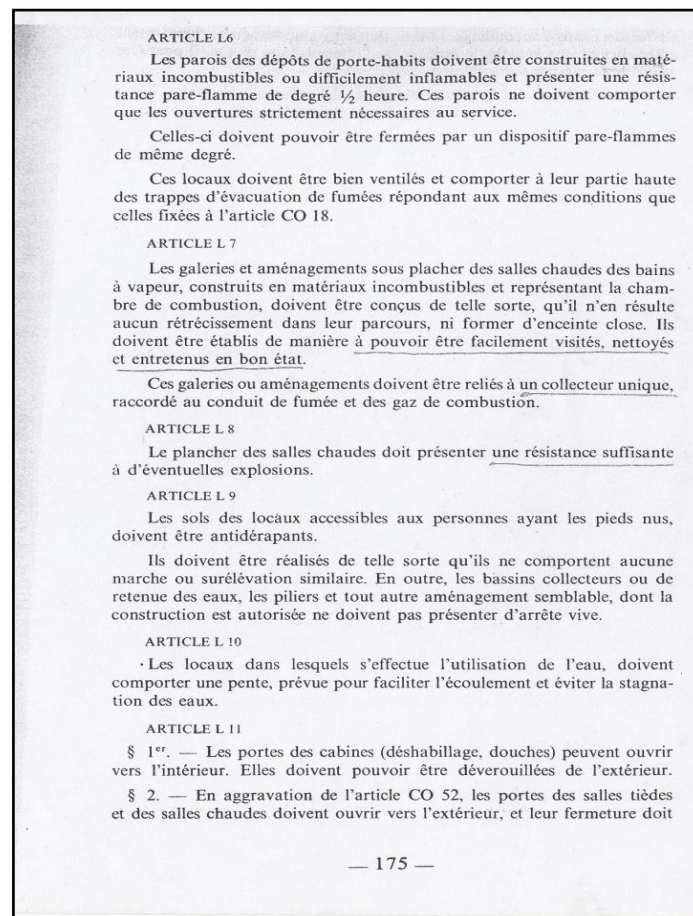 ARTICLE L6
Les parois des dépôts de porte-habits doivent être construites en maté-
riaux incombustibles ou difficilement inflamables et présenter une résis-
tance pare-flamme de degré ½ heure. Ces parois ne doivent comporter
que les ouvertures strictement nécessaires au service.
Celles-ci doivent pouvoir être fermées par un dispositif pare-flammes
de même degré.
Ces locaux doivent être bien ventilés et comporter à leur partie haute
des trappes d'évacuation de fumées répondant aux mêmes conditions que
celles fixées à l'article CO 18.
ARTICLE L 7
Les galeries et aménagements sous placher des salles chaudes des bains
à vapeur, construits en matériaux incombustibles et représentant la cham-
bre de combustion, doivent être conçus de telle sorte, qu'il n'en résulte
aucun rétrécissement dans leur parcours, ni former d'enceinte close. Ils
doivent être établis de manière à pouvoir être facilement visités, nettoyés
et entretenus en bon état.
Ces galeries ou aménagements doivent être reliés à un collecteur unique,
raccordé au conduit de fumée et des gaz de combustion.
ARTICLE L 8
Le plancher des salles chaudes doit présenter une résistance suffisante
à d'éventuelles explosions.
ARTICLE L 9
Les sols des locaux accessibles aux personnes ayant les pieds nus,
doivent être antidérapants.
Ils doivent être réalisés de telle sorte qu'ils ne comportent aucune
marche ou surélévation similaire. En outre, les bassins collecteurs ou de
retenue des eaux, les piliers et tout autre aménagement semblable, dont la
construction est autorisée ne doivent pas présenter d'arrête vive.
ARTICLE L 10
Les locaux dans lesquels s'effectue l'utilisation de l'eau, doivent
comporter une pente, prévue pour faciliter l'écoulement et éviter la stagna-
tion des eaux.
ARTICLE L 11
§ 1er. — Les portes des cabines (déshabillage, douches) peuvent ouvrir
vers l'intérieur. Elles doivent pouvoir être déverouillées de l'extérieur.
§ 2. — En aggravation de l'article CO 52, les portes des salles tièdes
et des salles chaudes doivent ouvrir vers l'extérieur, et leur fermeture doit
— 175 —